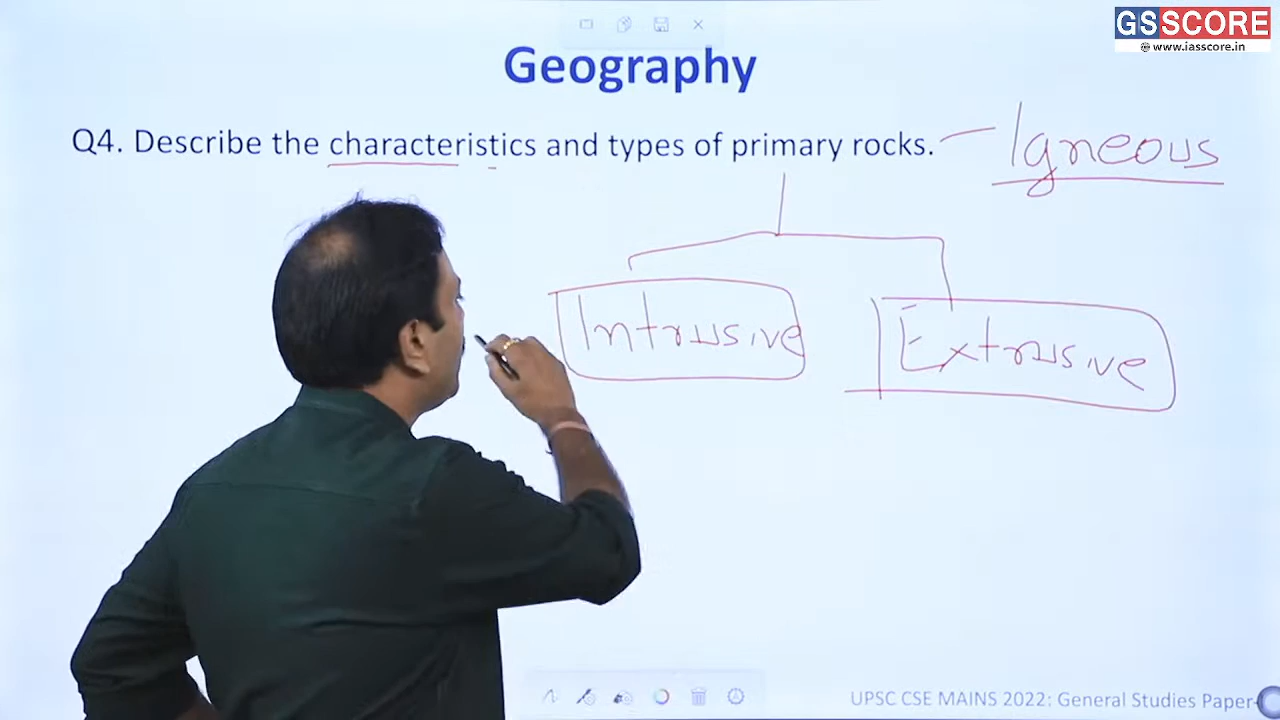 GSSCORE
www.iasscore.in
Geography
Q4. Describe the characteristics and types of primary rocks.
Igneous
Intrusive
Extrusive
UPSC CSE MAINS 2022: General Studies Paper-